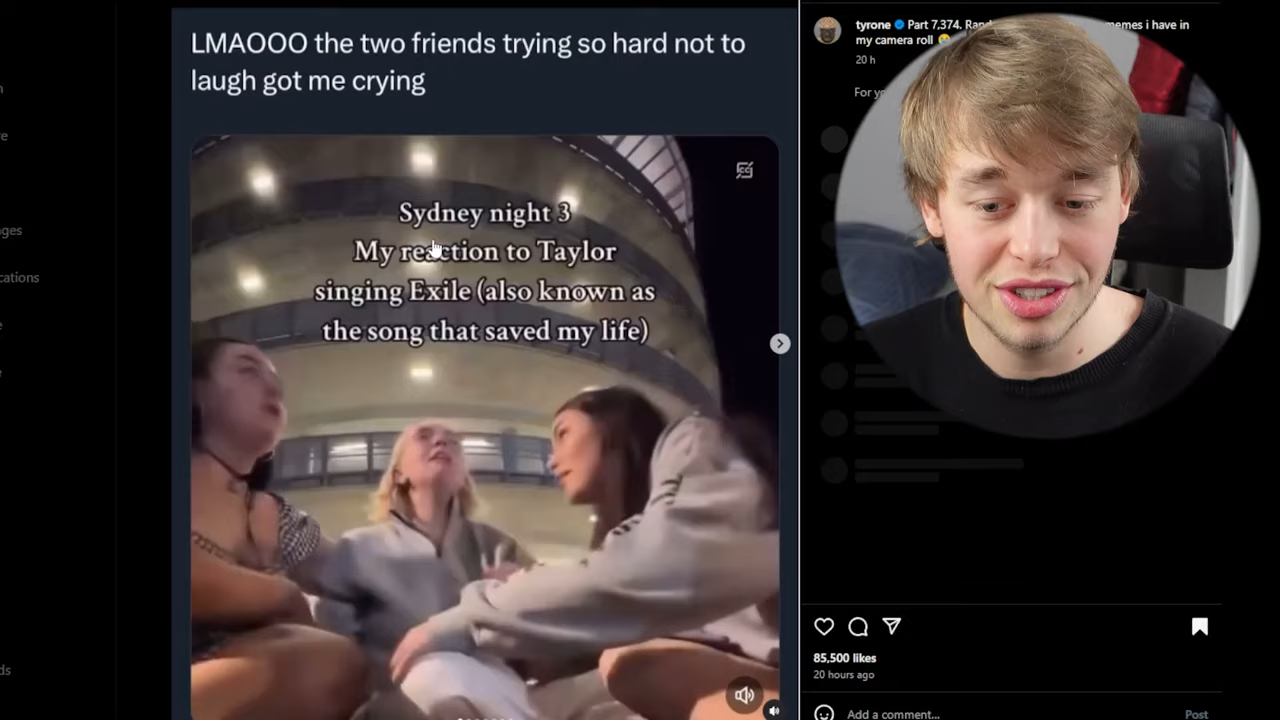 LMAOOO the two friends trying so hard not to
laugh got me crying
Sydney night 3
My reaction to Taylor
singing Exile (also known as
the song that saved my life)
tyrone Part 7.374. memes i have in
my camera roll
20 h
85,500 likes
20 hours ago
Add a comment... Post